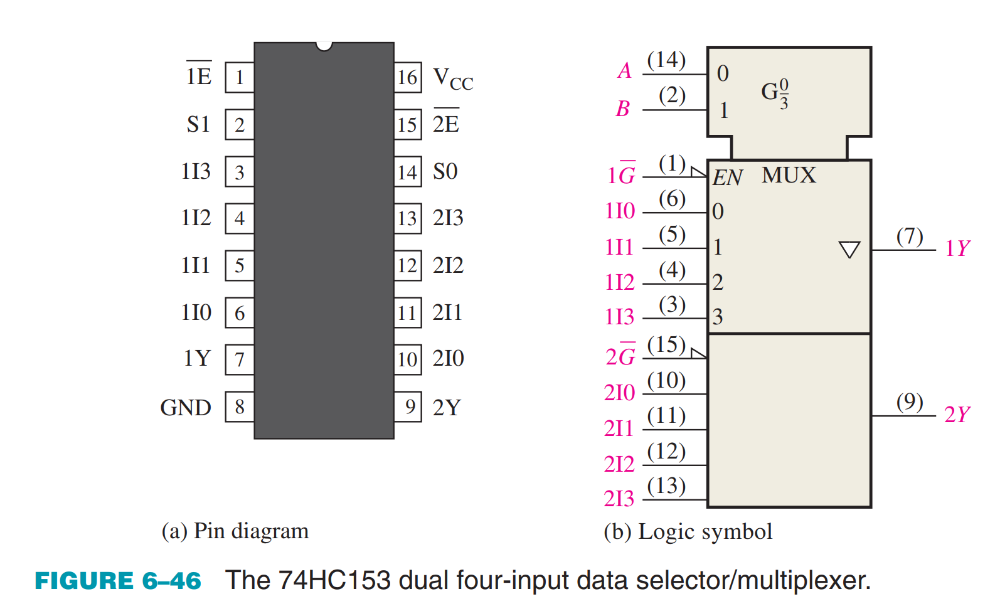 1E̅ 1 16 VCC
S1 2 15 2E̅
1I3 3 14 S0
1I2 4 13 2I3
1I1 5 12 2I2
1I0 6 11 2I1
1Y 7 10 2I0
GND 8 9 2Y
(a) Pin diagram
A (14) 0
B (2) 1
G 0/3
1G̅ (1) EN MUX
1I0 (6) 0
1I1 (5) 1
1I2 (4) 2
1I3 (3) 3
(7) 1Y
2G̅ (15)
2I0 (10)
2I1 (11)
2I2 (12)
2I3 (13)
(9) 2Y
(b) Logic symbol
FIGURE 6–46 The 74HC153 dual four-input data selector/multiplexer.